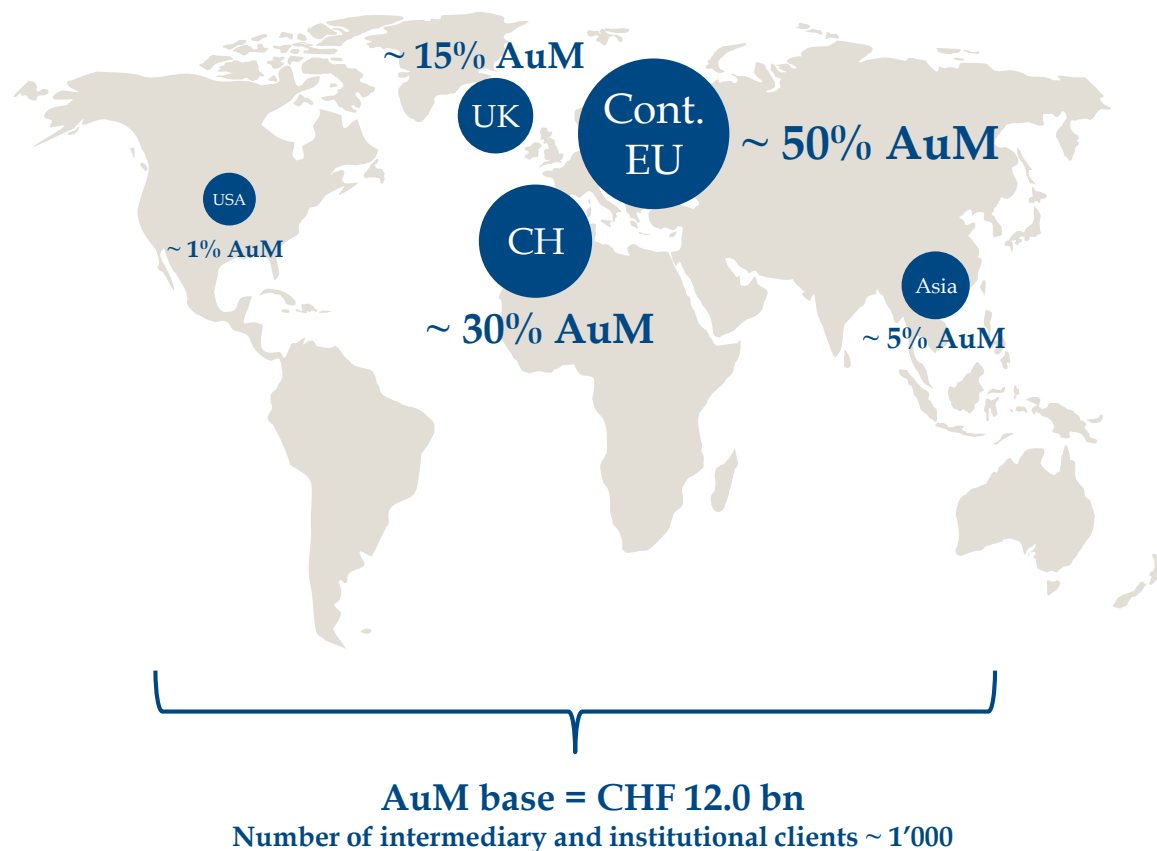 ~ 15% AuM
UK
Cont.
EU
~ 50% AuM
USA
~ 1% AuM
CH
~ 30% AuM
Asia
~ 5% AuM
AuM base = CHF 12.0 bn
Number of intermediary and institutional clients ~ 1’000